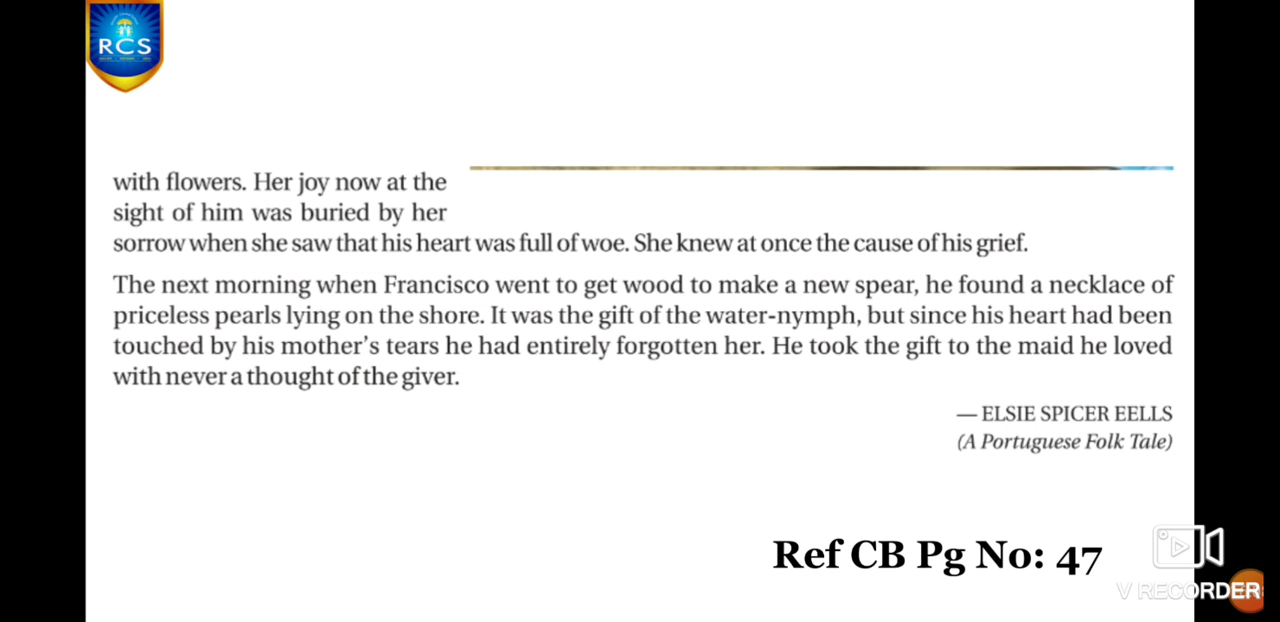 RCS
with flowers. Her joy now at the
sight of him was buried by her
sorrow when she saw that his heart was full of woe. She knew at once the cause of his grief.
The next morning when Francisco went to get wood to make a new spear, he found a necklace of
priceless pearls lying on the shore. It was the gift of the water-nymph, but since his heart had been
touched by his mother’s tears he had entirely forgotten her. He took the gift to the maid he loved
with never a thought of the giver.
— ELSIE SPICER EELLS
(A Portuguese Folk Tale)
Ref CB Pg No: 47
V RECORDER